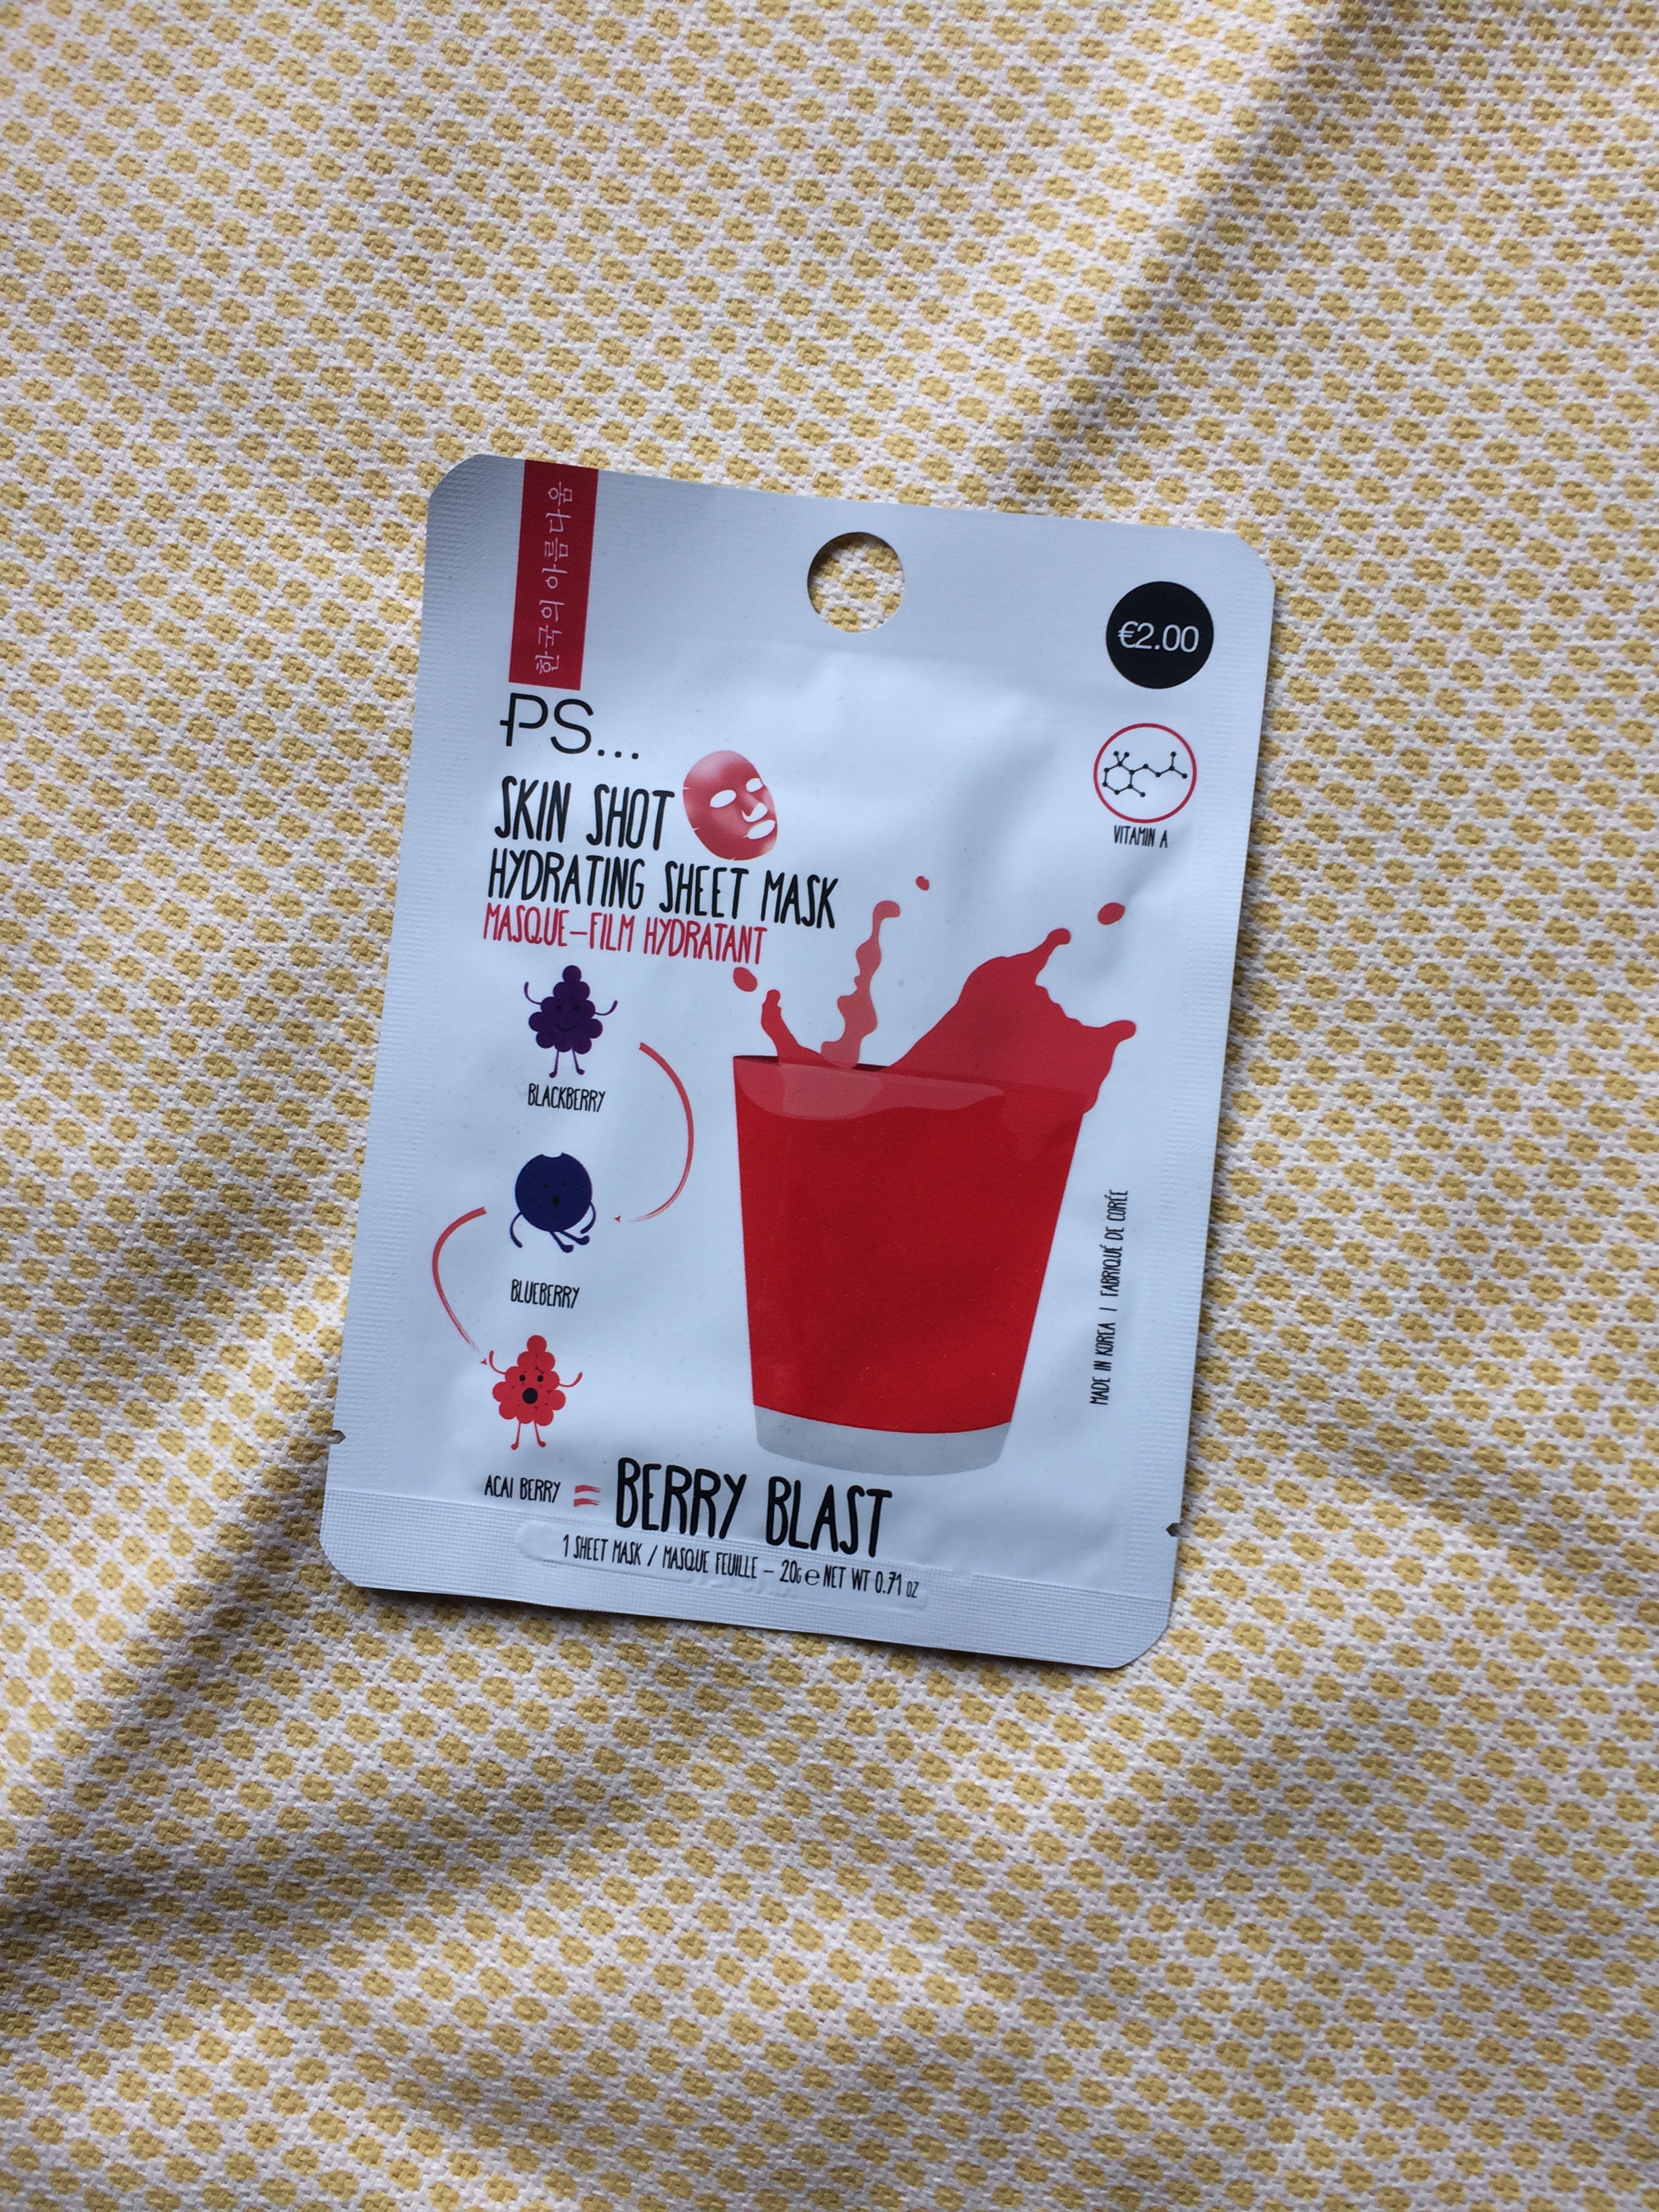 한국의 아름다움
€2.00
PS...
SKIN SHOT
HYDRATING SHEET MASK
MASQUE-FILM HYDRATANT
VITAMIN A
BLACKBERRY
BLUEBERRY
MADE IN KOREA | FABRIQUÉ DE CORÉE
ACAI BERRY = BERRY BLAST
1 SHEET MASK / MASQUE FEUILLE - 20G e NET WT 0.71 OZ